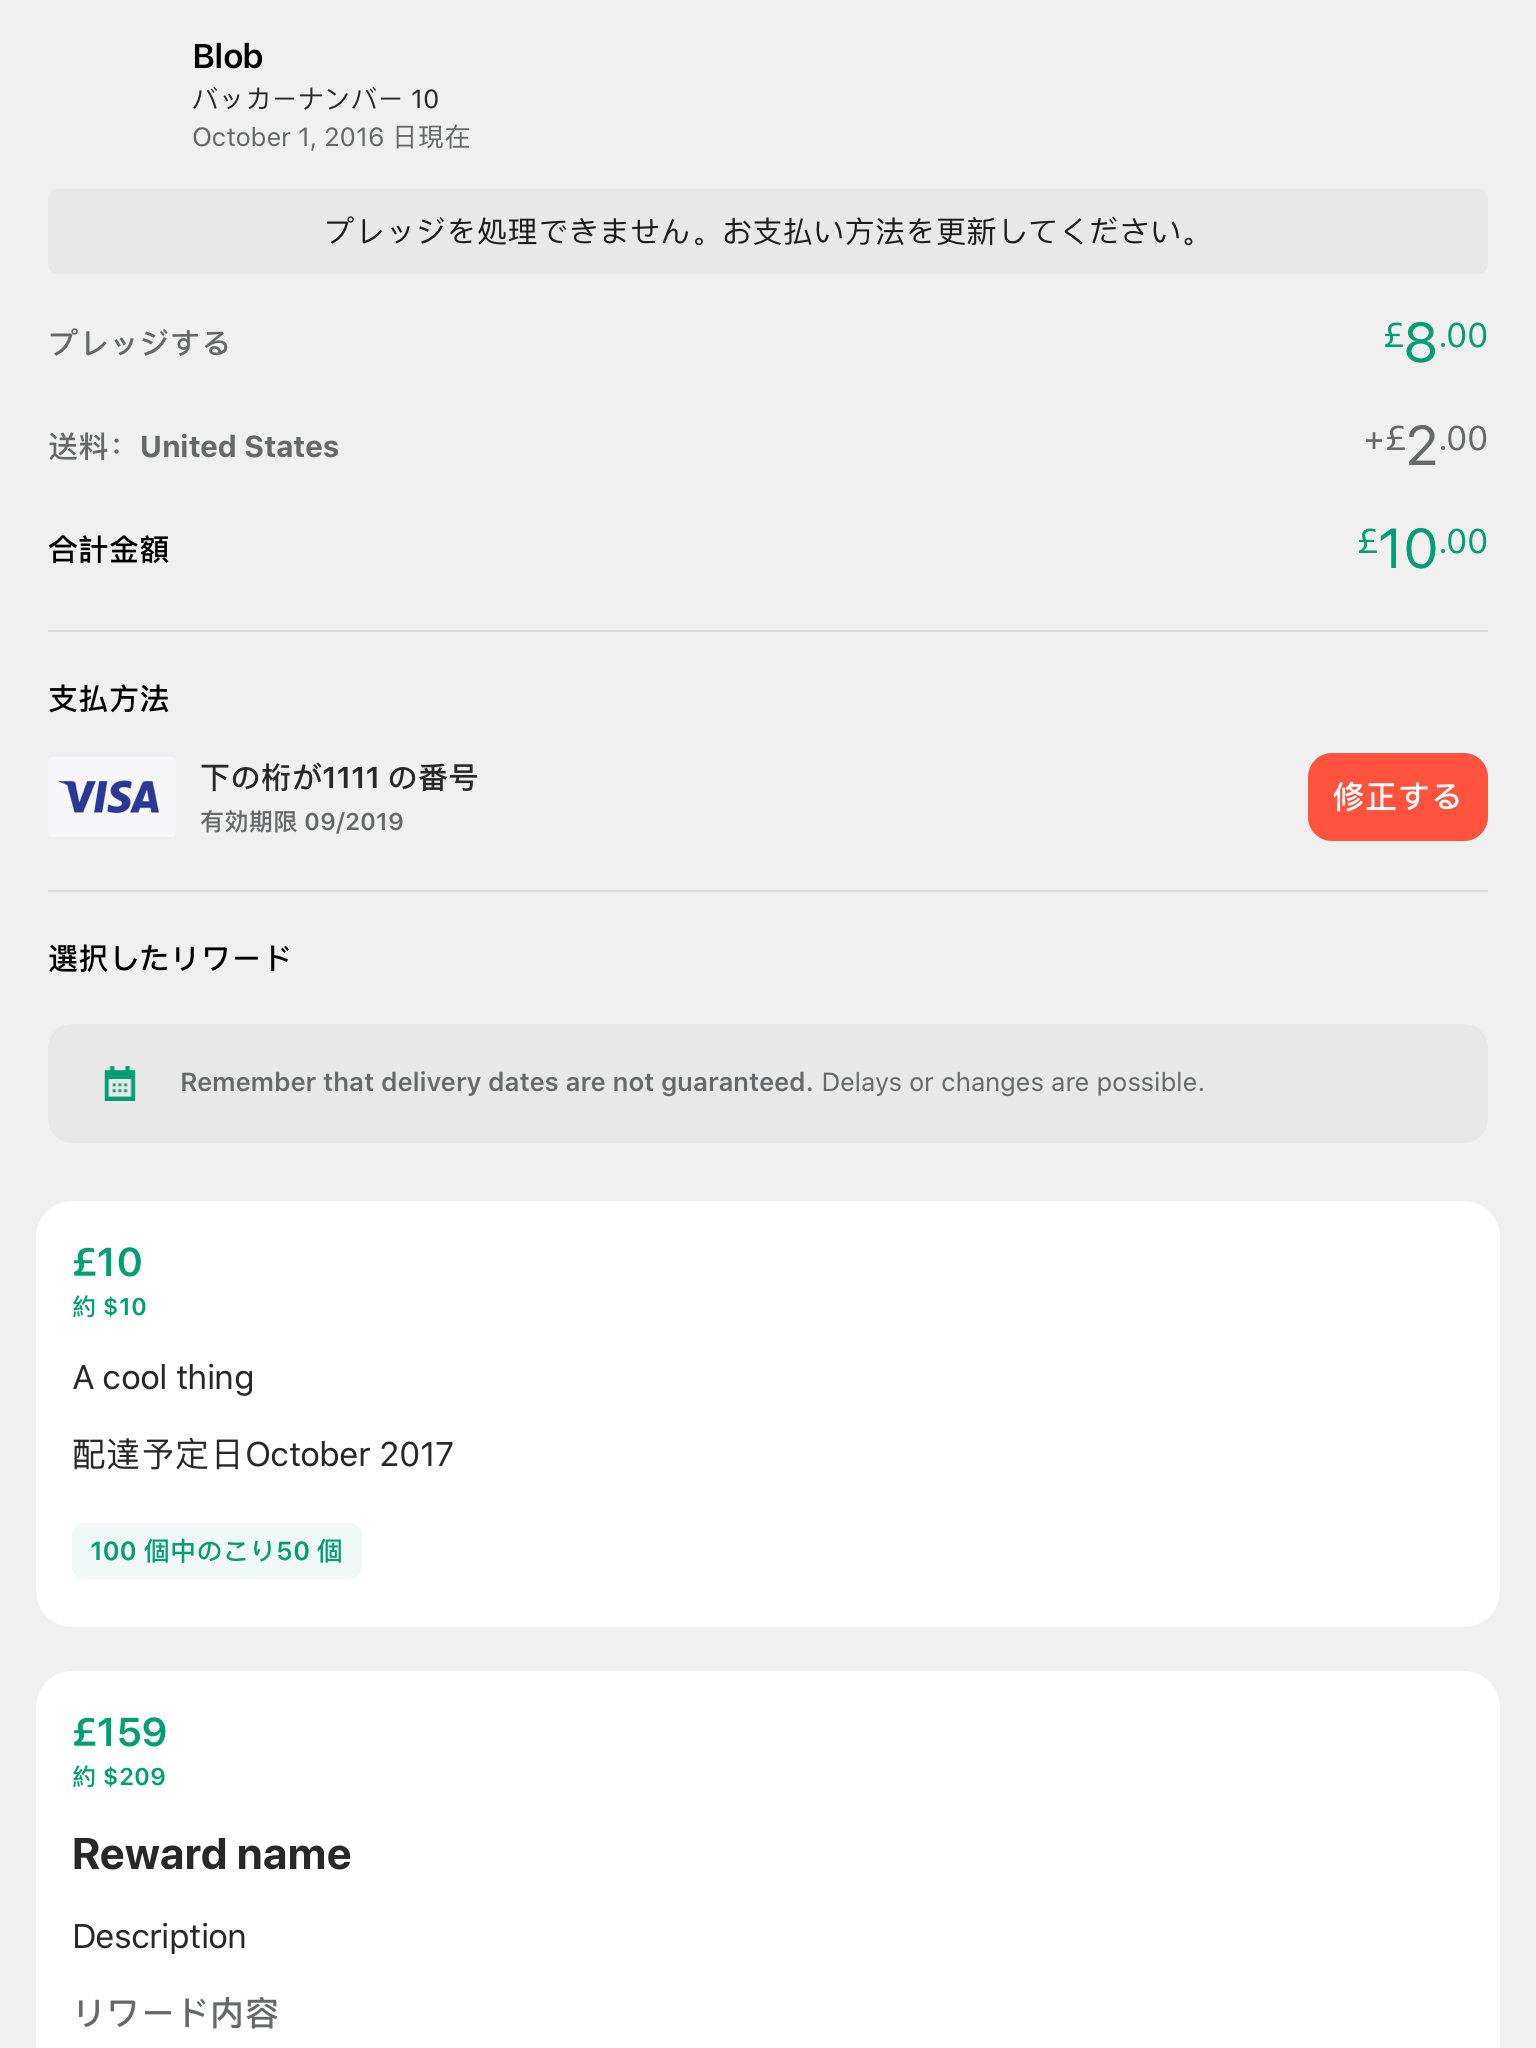 Blob
バッカーナンバー 10
October 1, 2016 日現在
プレッジを処理できません。お支払い方法を更新してください。
プレッジする £8.00
送料： United States +£2.00
合計金額 £10.00
支払方法
VISA 下の桁が1111 の番号
有効期限 09/2019
修正する
選択したリワード
Remember that delivery dates are not guaranteed. Delays or changes are possible.
£10
約 $10
A cool thing
配達予定日October 2017
100 個中のこり50 個
£159
約 $209
Reward name
Description
リワード内容